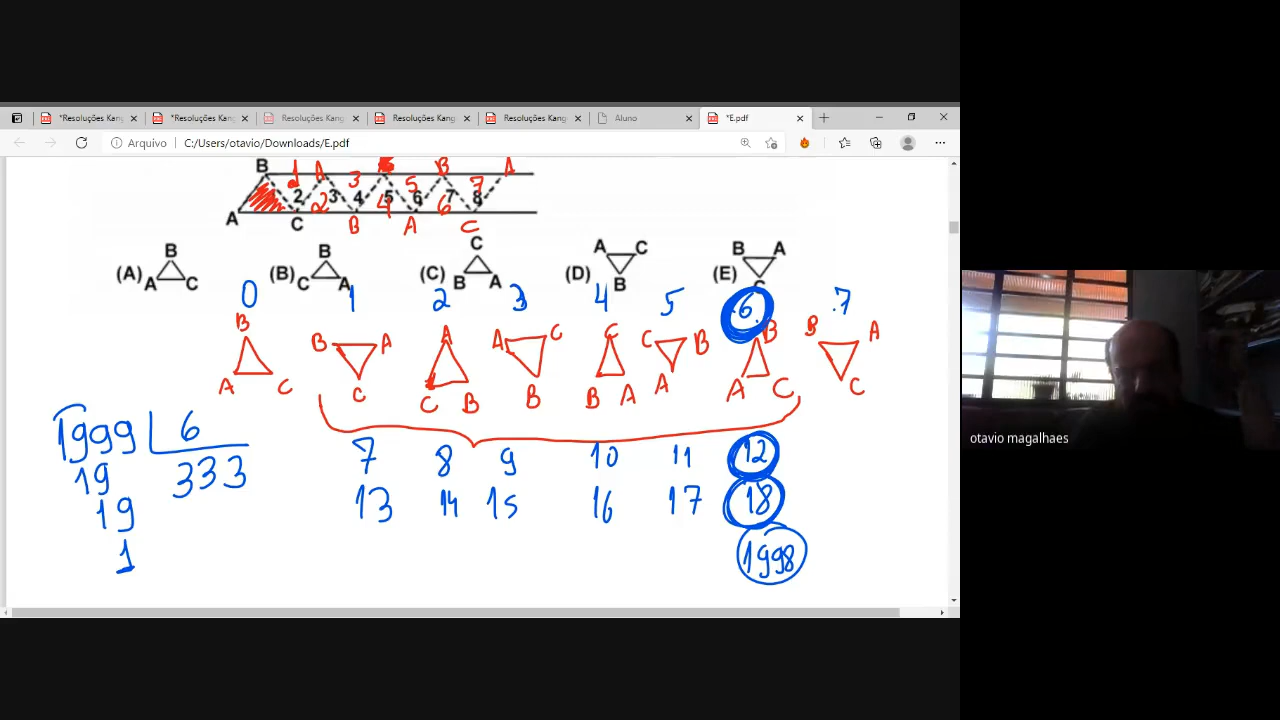 *Resoluções Kang
*Resoluções Kang
Resoluções Kang
Resoluções Kang
Resoluções Kang
Aluno
*E.pdf
Arquivo
C:/Users/otavio/Downloads/E.pdf
B 1 A 3 5 B 7 A
2 3 4 5 6 7 8
2 4 6
A C B A C
(A) A B C
(B) C B A
(C) B C A
(D) A C B
(E) B A C
0 1 2 3 4 5 6 7
B B A A A C C C B B B A
A C C C B B B A A A C C
1999 6
19 333
19
1
7 8 9 10 11 12
13 14 15 16 17 18
1998
otavio magalhaes